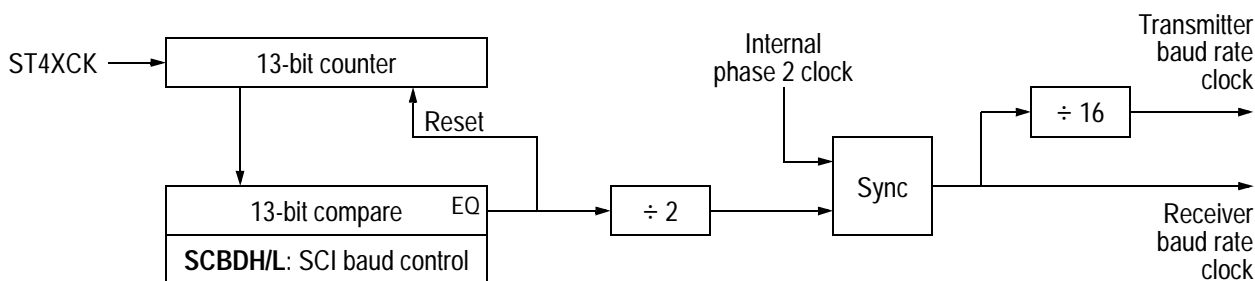 ST4XCK
13-bit counter
Reset
13-bit compare
EQ
SCBDH/L: SCI baud control
÷ 2
Internal
phase 2 clock
Sync
÷ 16
Transmitter
baud rate
clock
Receiver
baud rate
clock